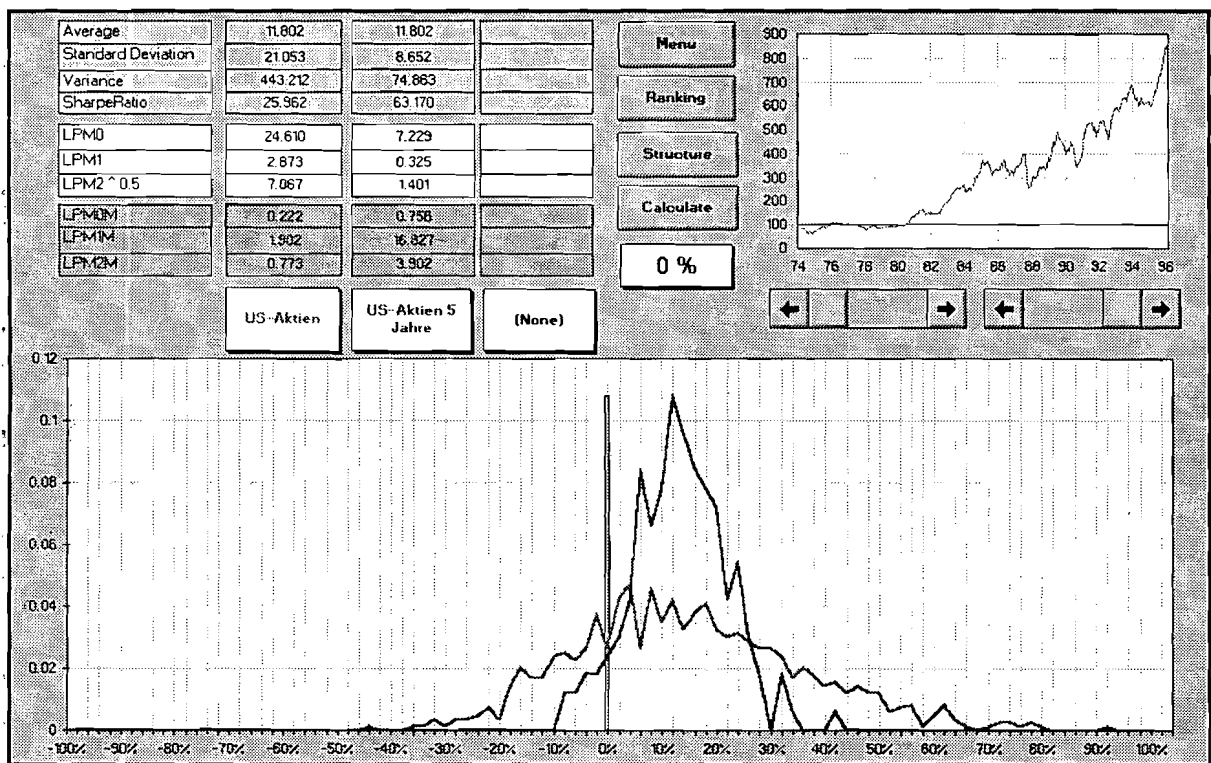 Average 11.802 11.802
Standard Deviation 21.053 8.652
Variance 443.212 74.863
SharpeRatio 25.962 63.170
LPM0 24.610 7.229
LPM1 2.873 0.325
LPM2 ^ 0.5 7.067 1.401
LPM0M 0.222 0.758
LPM1M 1.902 16.827
LPM2M 0.773 3.902
US-Aktien US-Aktien 5 Jahre (None)
Menu
Ranking
Structure
Calculate
0 %
900
800
700
600
500
400
300
200
100
0
74 76 78 80 82 84 86 88 90 92 94 96
0.12
0.1
0.08
0.06
0.04
0.02
0
-100% -90% -80% -70% -60% -50% -40% -30% -20% -10% 0% 10% 20% 30% 40% 50% 60% 70% 80% 90% 100%